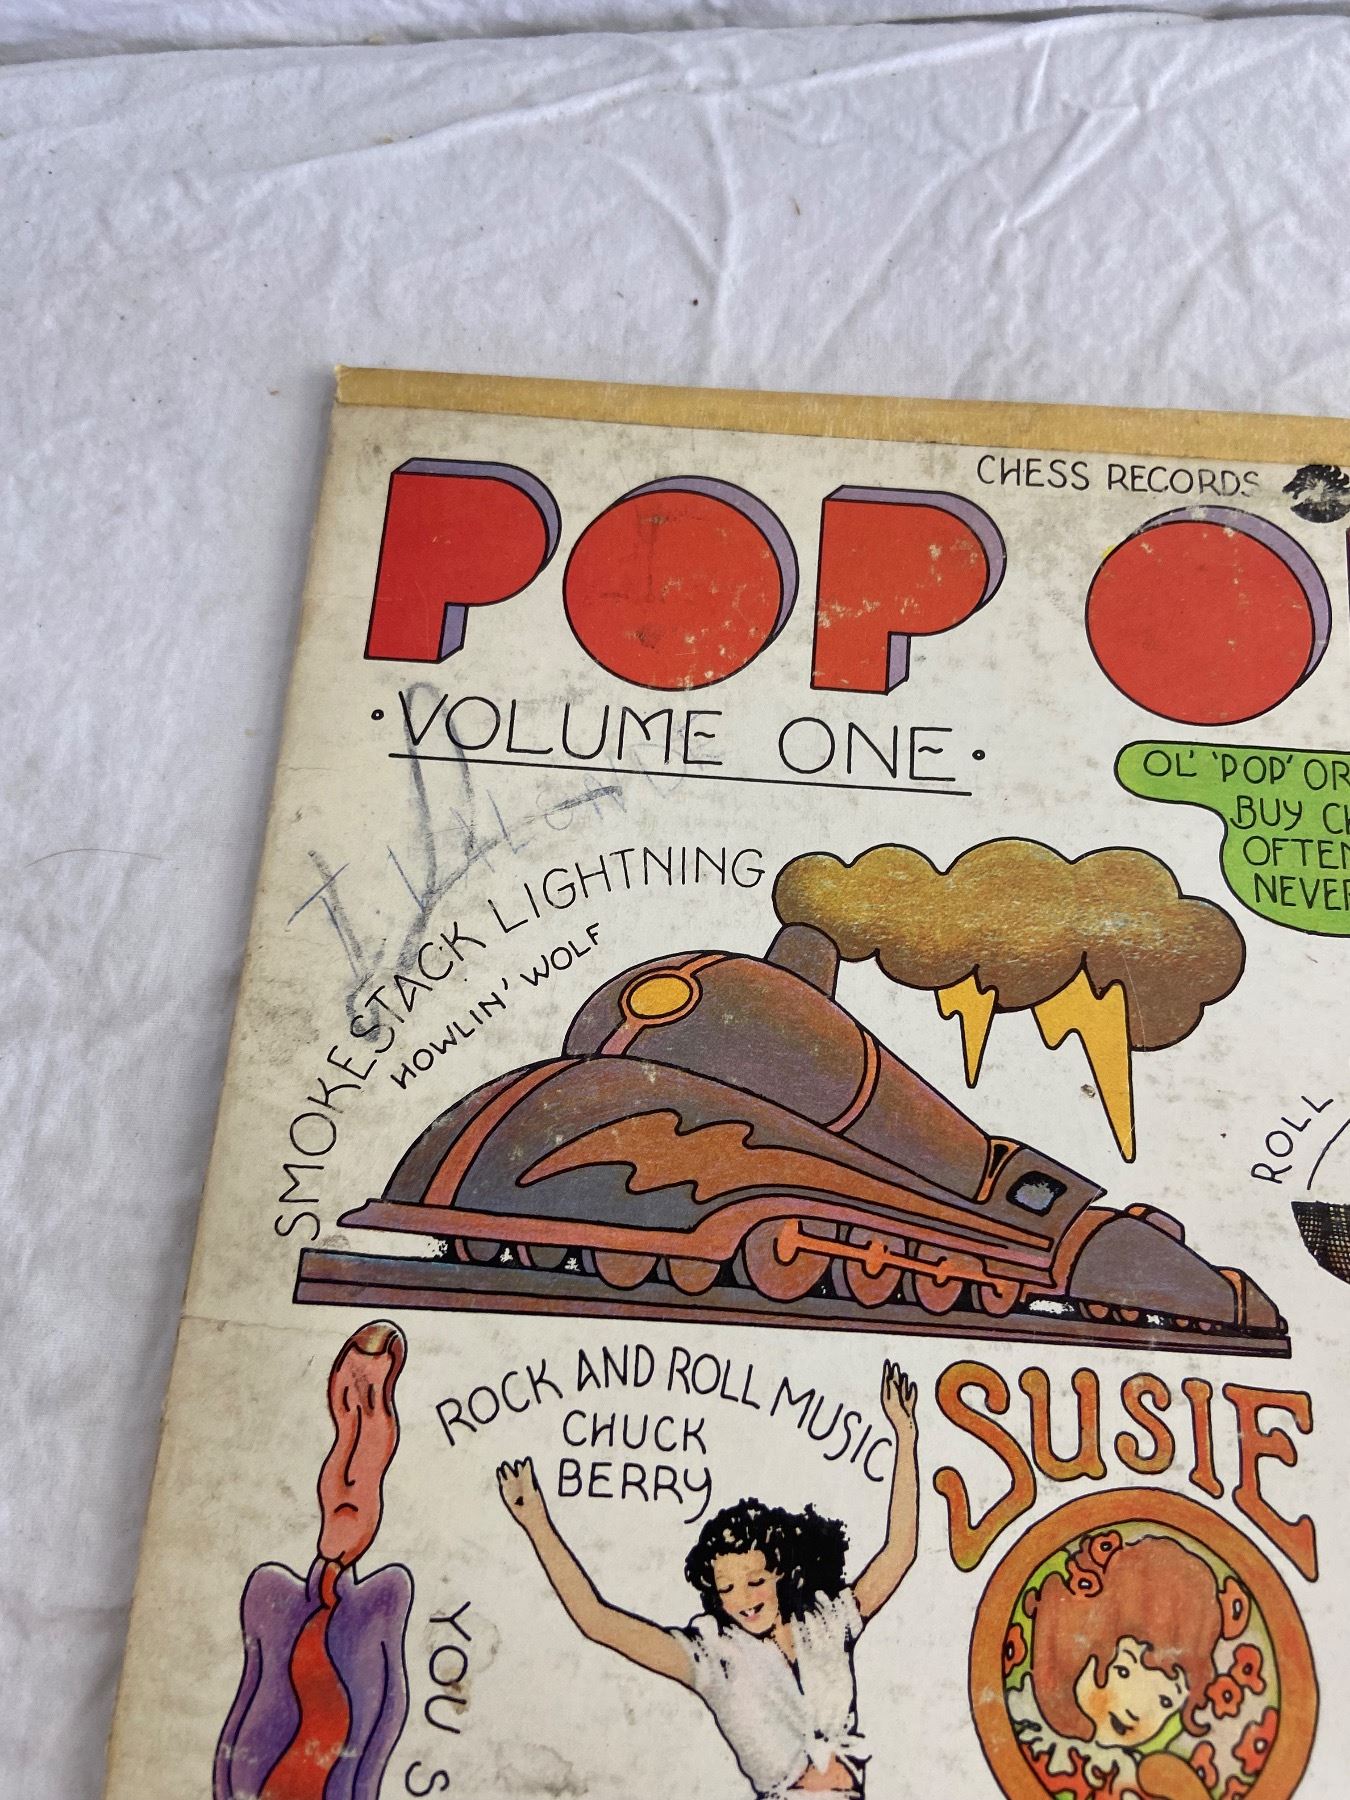 CHESS RECORDS
POP O
·VOLUME ONE·
OL' 'POP' OR
BUY C
OFTEN
NEVER
SMOKESTACK LIGHTNING
HOWLIN' WOLF
ROLL
ROCK AND ROLL MUSIC
CHUCK
BERRY
SUSIE
YOU S